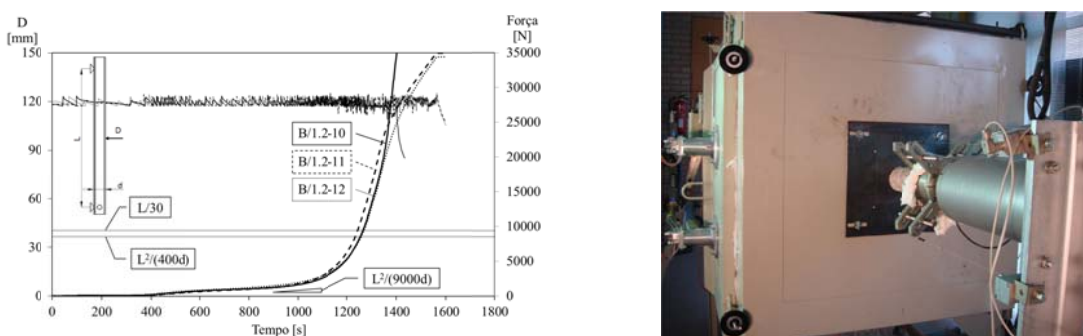 D
[mm]
Força
[N]
150
120
90
60
30
0
35000
30000
25000
20000
15000
10000
5000
0
L
D
d
B/1.2-10
B/1.2-11
B/1.2-12
L/30
L²/(400d)
L²/(9000d)
0 200 400 600 800 1000 1200 1400 1600 1800
Tempo [s]